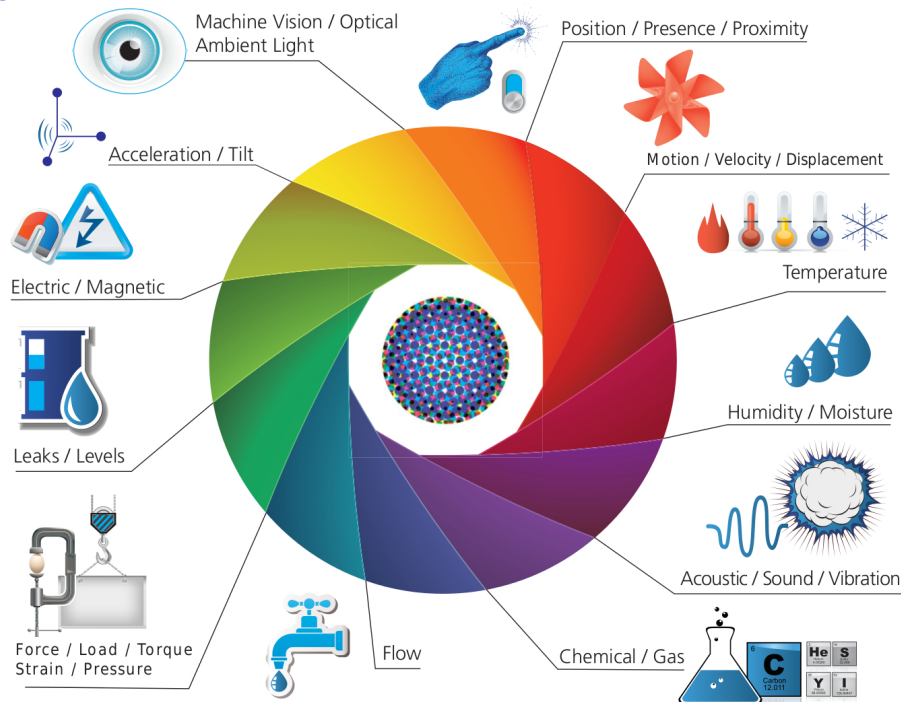 Machine Vision / Optical
Ambient Light
Position / Presence / Proximity
Acceleration / Tilt
Motion / Velocity / Displacement
Electric / Magnetic
Temperature
Leaks / Levels
Humidity / Moisture
Acoustic / Sound / Vibration
Force / Load / Torque
Strain / Pressure
Flow
Chemical / Gas
6
C
Carbon
12.011
He
S
Y
I